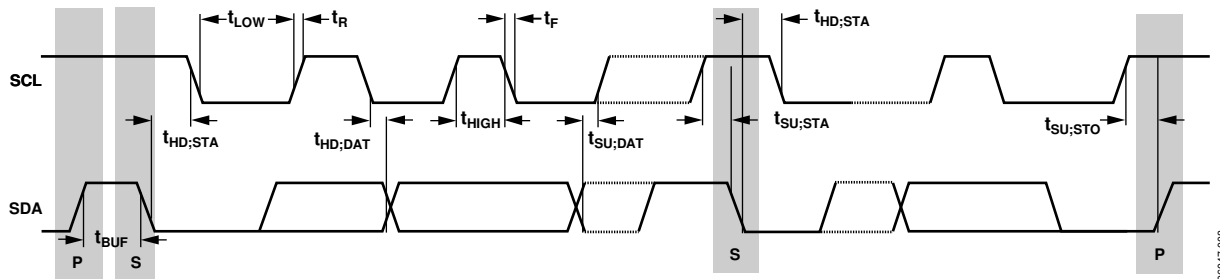 tLOW
tR
tF
tHD;STA
SCL
tHD;STA
tHD;DAT
tHIGH
tSU;DAT
tSU;STA
tSU;STO
SDA
tBUF
P
S
S
P